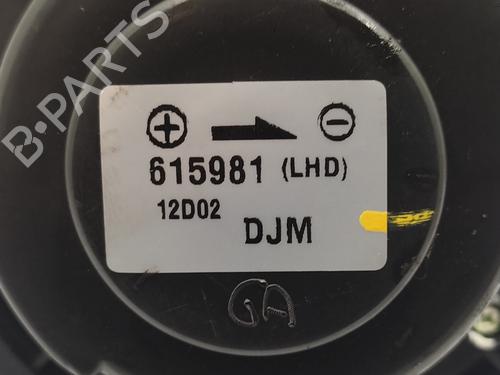 B-PARTS
⊕ ⊖
615981 (LHD)
12D02
DJM
GA